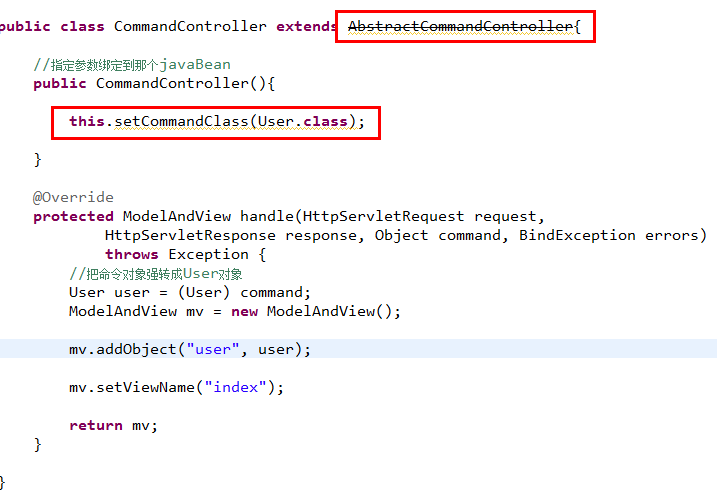 public class CommandController extends AbstractCommandController{
//指定参数绑定到那个javaBean
public CommandController(){
this.setCommandClass(User.class);
}
@Override
protected ModelAndView handle(HttpServletRequest request,
HttpServletResponse response, Object command, BindException errors)
throws Exception {
//把命令对象强转成User对象
User user = (User) command;
ModelAndView mv = new ModelAndView();
mv.addObject("user", user);
mv.setViewName("index");
return mv;
}
}